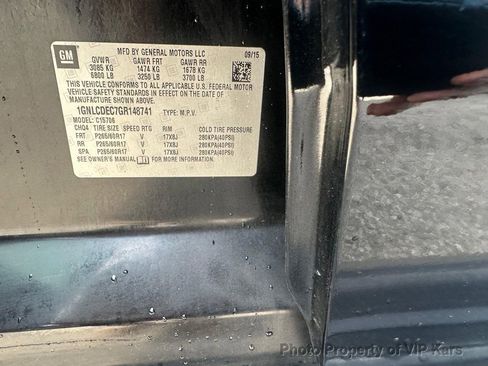 GM
MFD BY GENERAL MOTORS LLC 09/15
GVWR GAWR FRT GAWR RR
3085 KG 1474 KG 1678 KG
6800 LB 3250 LB 3700 LB
THIS VEHICLE CONFORMS TO ALL APPLICABLE U.S. FEDERAL MOTOR
VEHICLE SAFETY STANDARDS IN EFFECT ON THE DATE OF
MANUFACTURE SHOWN ABOVE.
1GNLCDEC7GR148741 TYPE: M.P.V.
MODEL: C15706
CHQA TIRE SIZE SPEED RTG RIM COLD TIRE PRESSURE
FRT P265/60R17 V 17X8J 280KPA(40PSI)
RR P265/60R17 V 17X8J 280KPA(40PSI)
SPA P265/60R17 V 17X8J 280KPA(40PSI)
SEE OWNER'S MANUAL FOR MORE INFORMATION.
Photo Property of VIP Kars